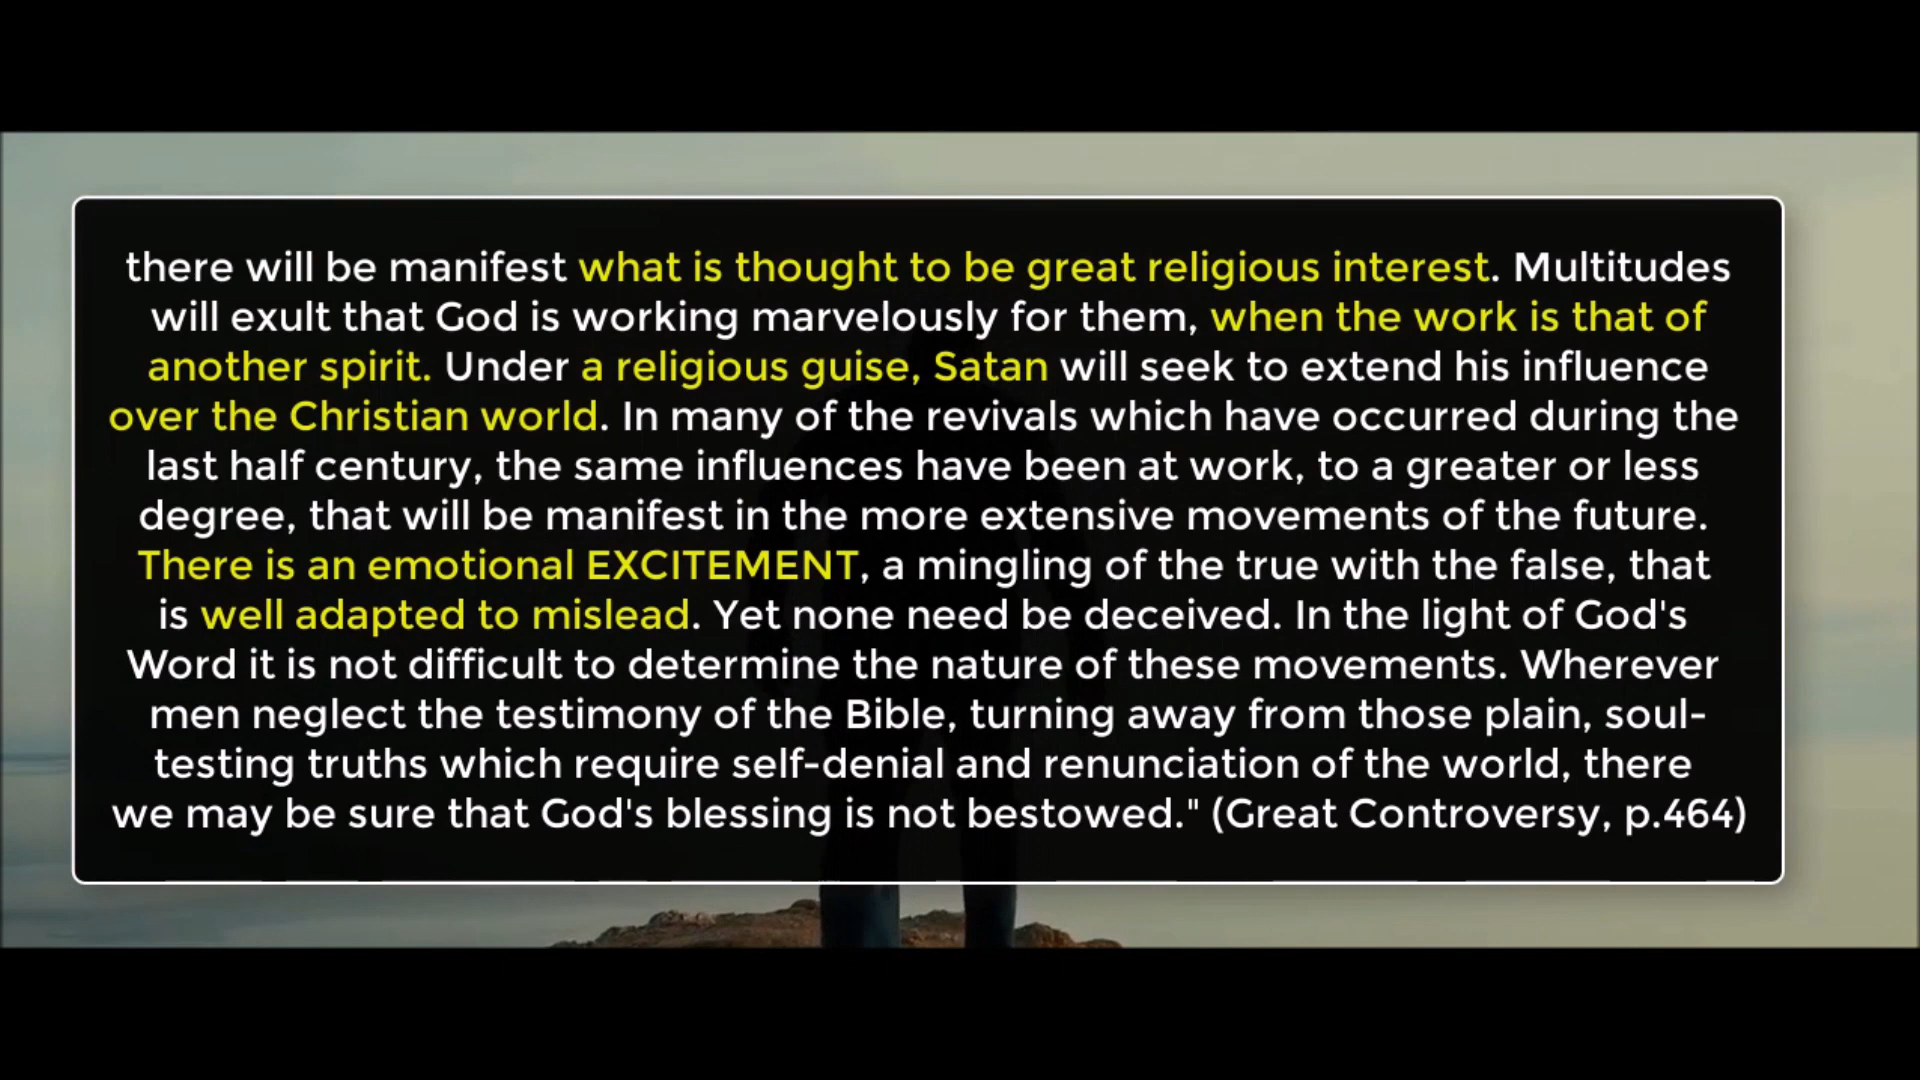 there will be manifest what is thought to be great religious interest. Multitudes
will exult that God is working marvelously for them, when the work is that of
another spirit. Under a religious guise, Satan will seek to extend his influence
over the Christian world. In many of the revivals which have occurred during the
last half century, the same influences have been at work, to a greater or less
degree, that will be manifest in the more extensive movements of the future.
There is an emotional EXCITEMENT, a mingling of the true with the false, that
is well adapted to mislead. Yet none need be deceived. In the light of God's
Word it is not difficult to determine the nature of these movements. Wherever
men neglect the testimony of the Bible, turning away from those plain, soul-
testing truths which require self-denial and renunciation of the world, there
we may be sure that God's blessing is not bestowed." (Great Controversy, p.464)